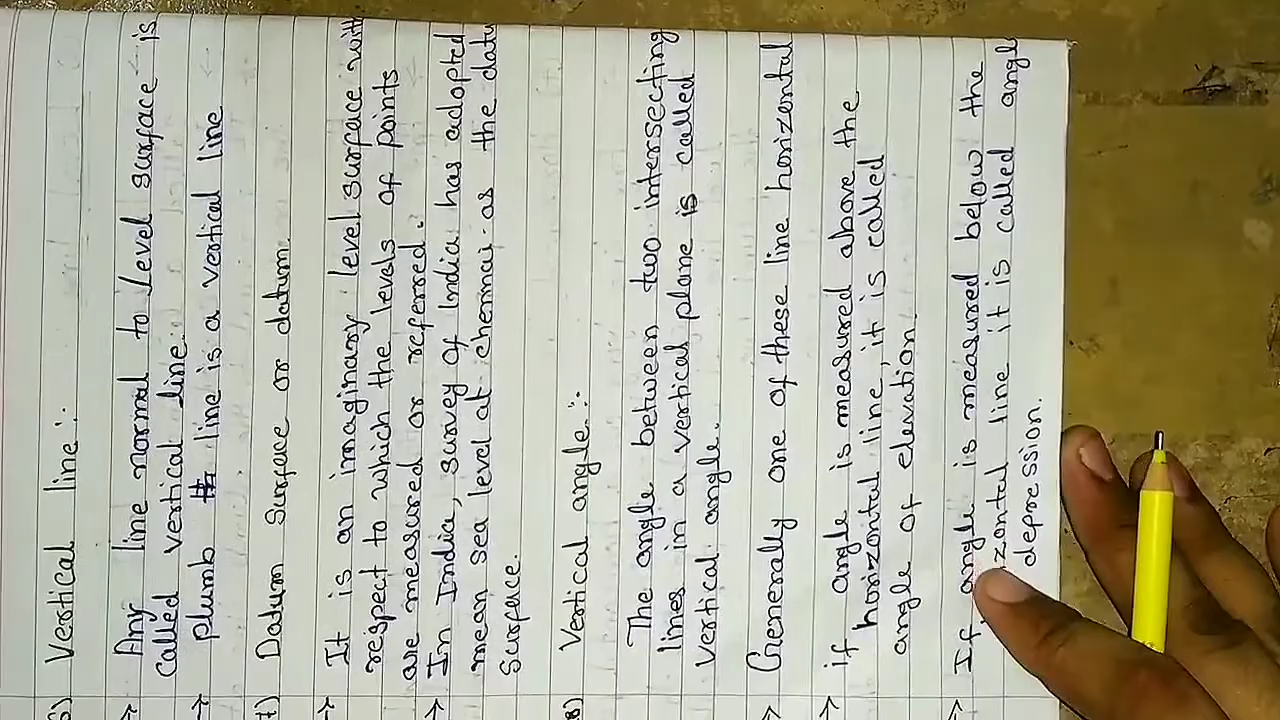 6) Vertical line:-
→ Any line normal to level surface is
called vertical line.
→ plumb line is a vertical line
7) Datum surface or datum
→ It is an imaginary level surface with
respect to which the levels of points
are measured or referred.
→ In India, survey of India has adopted
mean sea level at chennai as the datu
Surface.
8) Vertical angle:-
The angle between two intersecting
lines in a vertical plane is called
vertical angle.
→ Generally one of these line horizontal
→ if angle is measured above the
horizontal line, it is called
angle of elevation.
→ If angle is measured below the
zontal line it is called angle
depression.